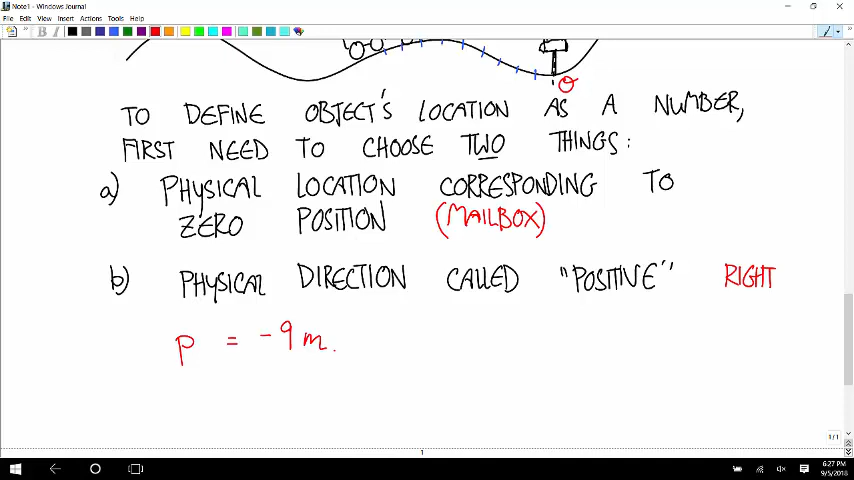 Note1 - Windows Journal
File Edit View Insert Actions Tools Help
B I
0
TO DEFINE OBJECT'S LOCATION AS A NUMBER,
FIRST NEED TO CHOOSE TWO THINGS:
a) PHYSICAL LOCATION CORRESPONDING TO
ZERO POSITION (MAILBOX)
b) PHYSICAL DIRECTION CALLED "POSITIVE" RIGHT
p = -9 m.
1/1
1
6:27 PM
9/5/2018